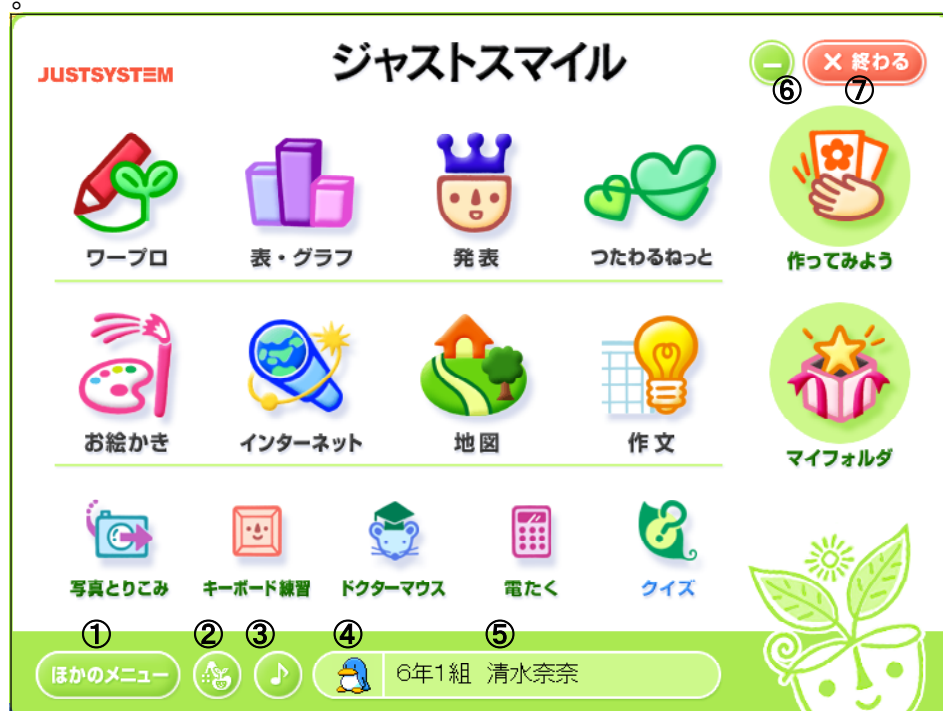 。
JUSTSYSTEM
ジャストスマイル
× 終わる
⑥ ⑦
ワープロ 表・グラフ 発表 つたわるねっと 作ってみよう
お絵かき インターネット 地図 作文 マイフォルダ
写真とりこみ キーボード練習 ドクターマウス 電たく クイズ
① ② ③ ④ ⑤
ほかのメニュー ♪ 6年1組 清水奈奈